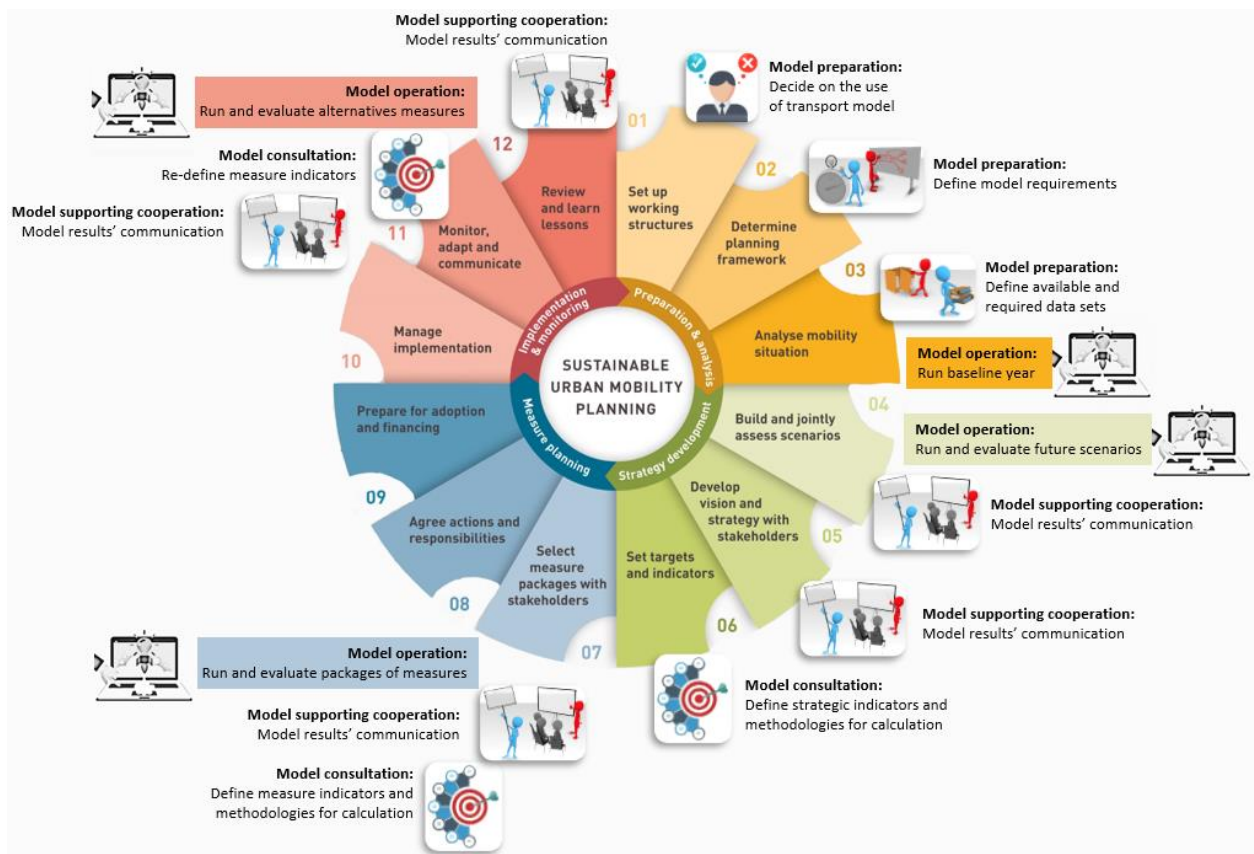 Model supporting cooperation:
Model results' communication
Model operation:
Run and evaluate alternatives measures
Model consultation:
Re-define measure indicators
Model supporting cooperation:
Model results' communication
Model preparation:
Decide on the use
of transport model
Model preparation:
Define model requirements
Model preparation:
Define available and
required data sets
Model operation:
Run baseline year
Model operation:
Run and evaluate future scenarios
Model supporting cooperation:
Model results' communication
Model supporting cooperation:
Model results' communication
Model consultation:
Define strategic indicators and
methodologies for calculation
Model operation:
Run and evaluate packages of measures
Model supporting cooperation:
Model results' communication
Model consultation:
Define measure indicators and
methodologies for calculation
SUSTAINABLE
URBAN MOBILITY
PLANNING
Preparation & analysis
Strategy development
Measure planning
Implementation
& monitoring
01
Set up
working
structures
02
Determine
planning
framework
03
Analyse mobility
situation
04
Build and jointly
assess scenarios
05
Develop
vision and
strategy with
stakeholders
06
Set targets
and indicators
07
Select
measure
packages with
stakeholders
08
Agree actions and
responsibilities
09
Prepare for adoption
and financing
10
Manage
implementation
11
Monitor,
adapt and
communicate
12
Review
and learn
lessons